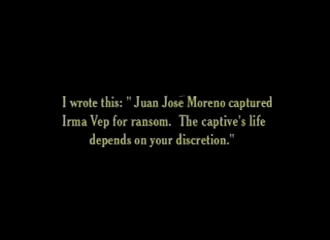 I wrote this: " Juan José Moreno captured
Irma Vep for ransom. The captive's life
depends on your discretion."